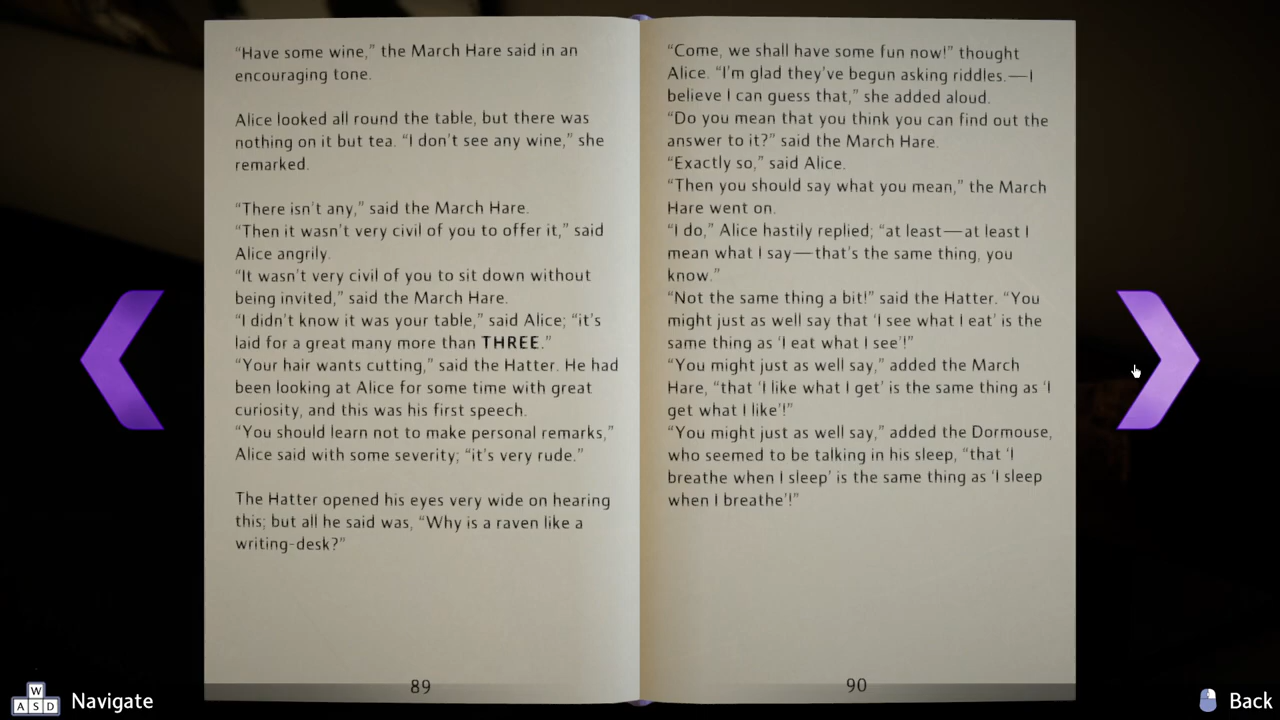 “Have some wine,” the March Hare said in an
encouraging tone.
Alice looked all round the table, but there was
nothing on it but tea. “I don't see any wine,” she
remarked.
“There isn't any,” said the March Hare.
“Then it wasn't very civil of you to offer it,” said
Alice angrily.
“It wasn't very civil of you to sit down without
being invited,” said the March Hare.
“I didn't know it was your table,” said Alice; “it's
laid for a great many more than THREE.”
“Your hair wants cutting,” said the Hatter. He had
been looking at Alice for some time with great
curiosity, and this was his first speech.
“You should learn not to make personal remarks,”
Alice said with some severity; “it's very rude.”
The Hatter opened his eyes very wide on hearing
this; but all he said was, “Why is a raven like a
writing-desk?”
89
“Come, we shall have some fun now!” thought
Alice. “I'm glad they've begun asking riddles.—I
believe I can guess that,” she added aloud.
“Do you mean that you think you can find out the
answer to it?” said the March Hare.
“Exactly so,” said Alice.
“Then you should say what you mean,” the March
Hare went on.
“I do,” Alice hastily replied; “at least—at least I
mean what I say—that's the same thing, you
know.”
“Not the same thing a bit!” said the Hatter. “You
might just as well say that ‘I see what I eat’ is the
same thing as ‘I eat what I see’!”
“You might just as well say,” added the March
Hare, “that ‘I like what I get’ is the same thing as ‘I
get what I like’!”
“You might just as well say,” added the Dormouse,
who seemed to be talking in his sleep, “that ‘I
breathe when I sleep’ is the same thing as ‘I sleep
when I breathe’!”
90
W
A S D Navigate
Back